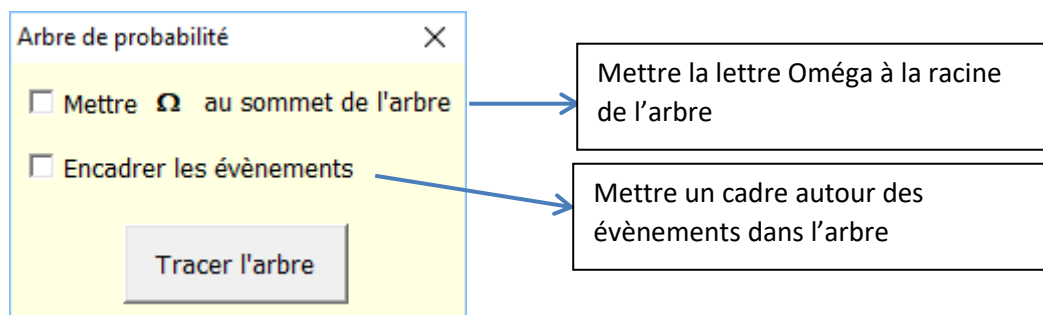 Arbre de probabilité
Mettre Ω au sommet de l'arbre
Encadrer les évènements
Tracer l'arbre
Mettre la lettre Oméga à la racine
de l’arbre
Mettre un cadre autour des
évènements dans l’arbre